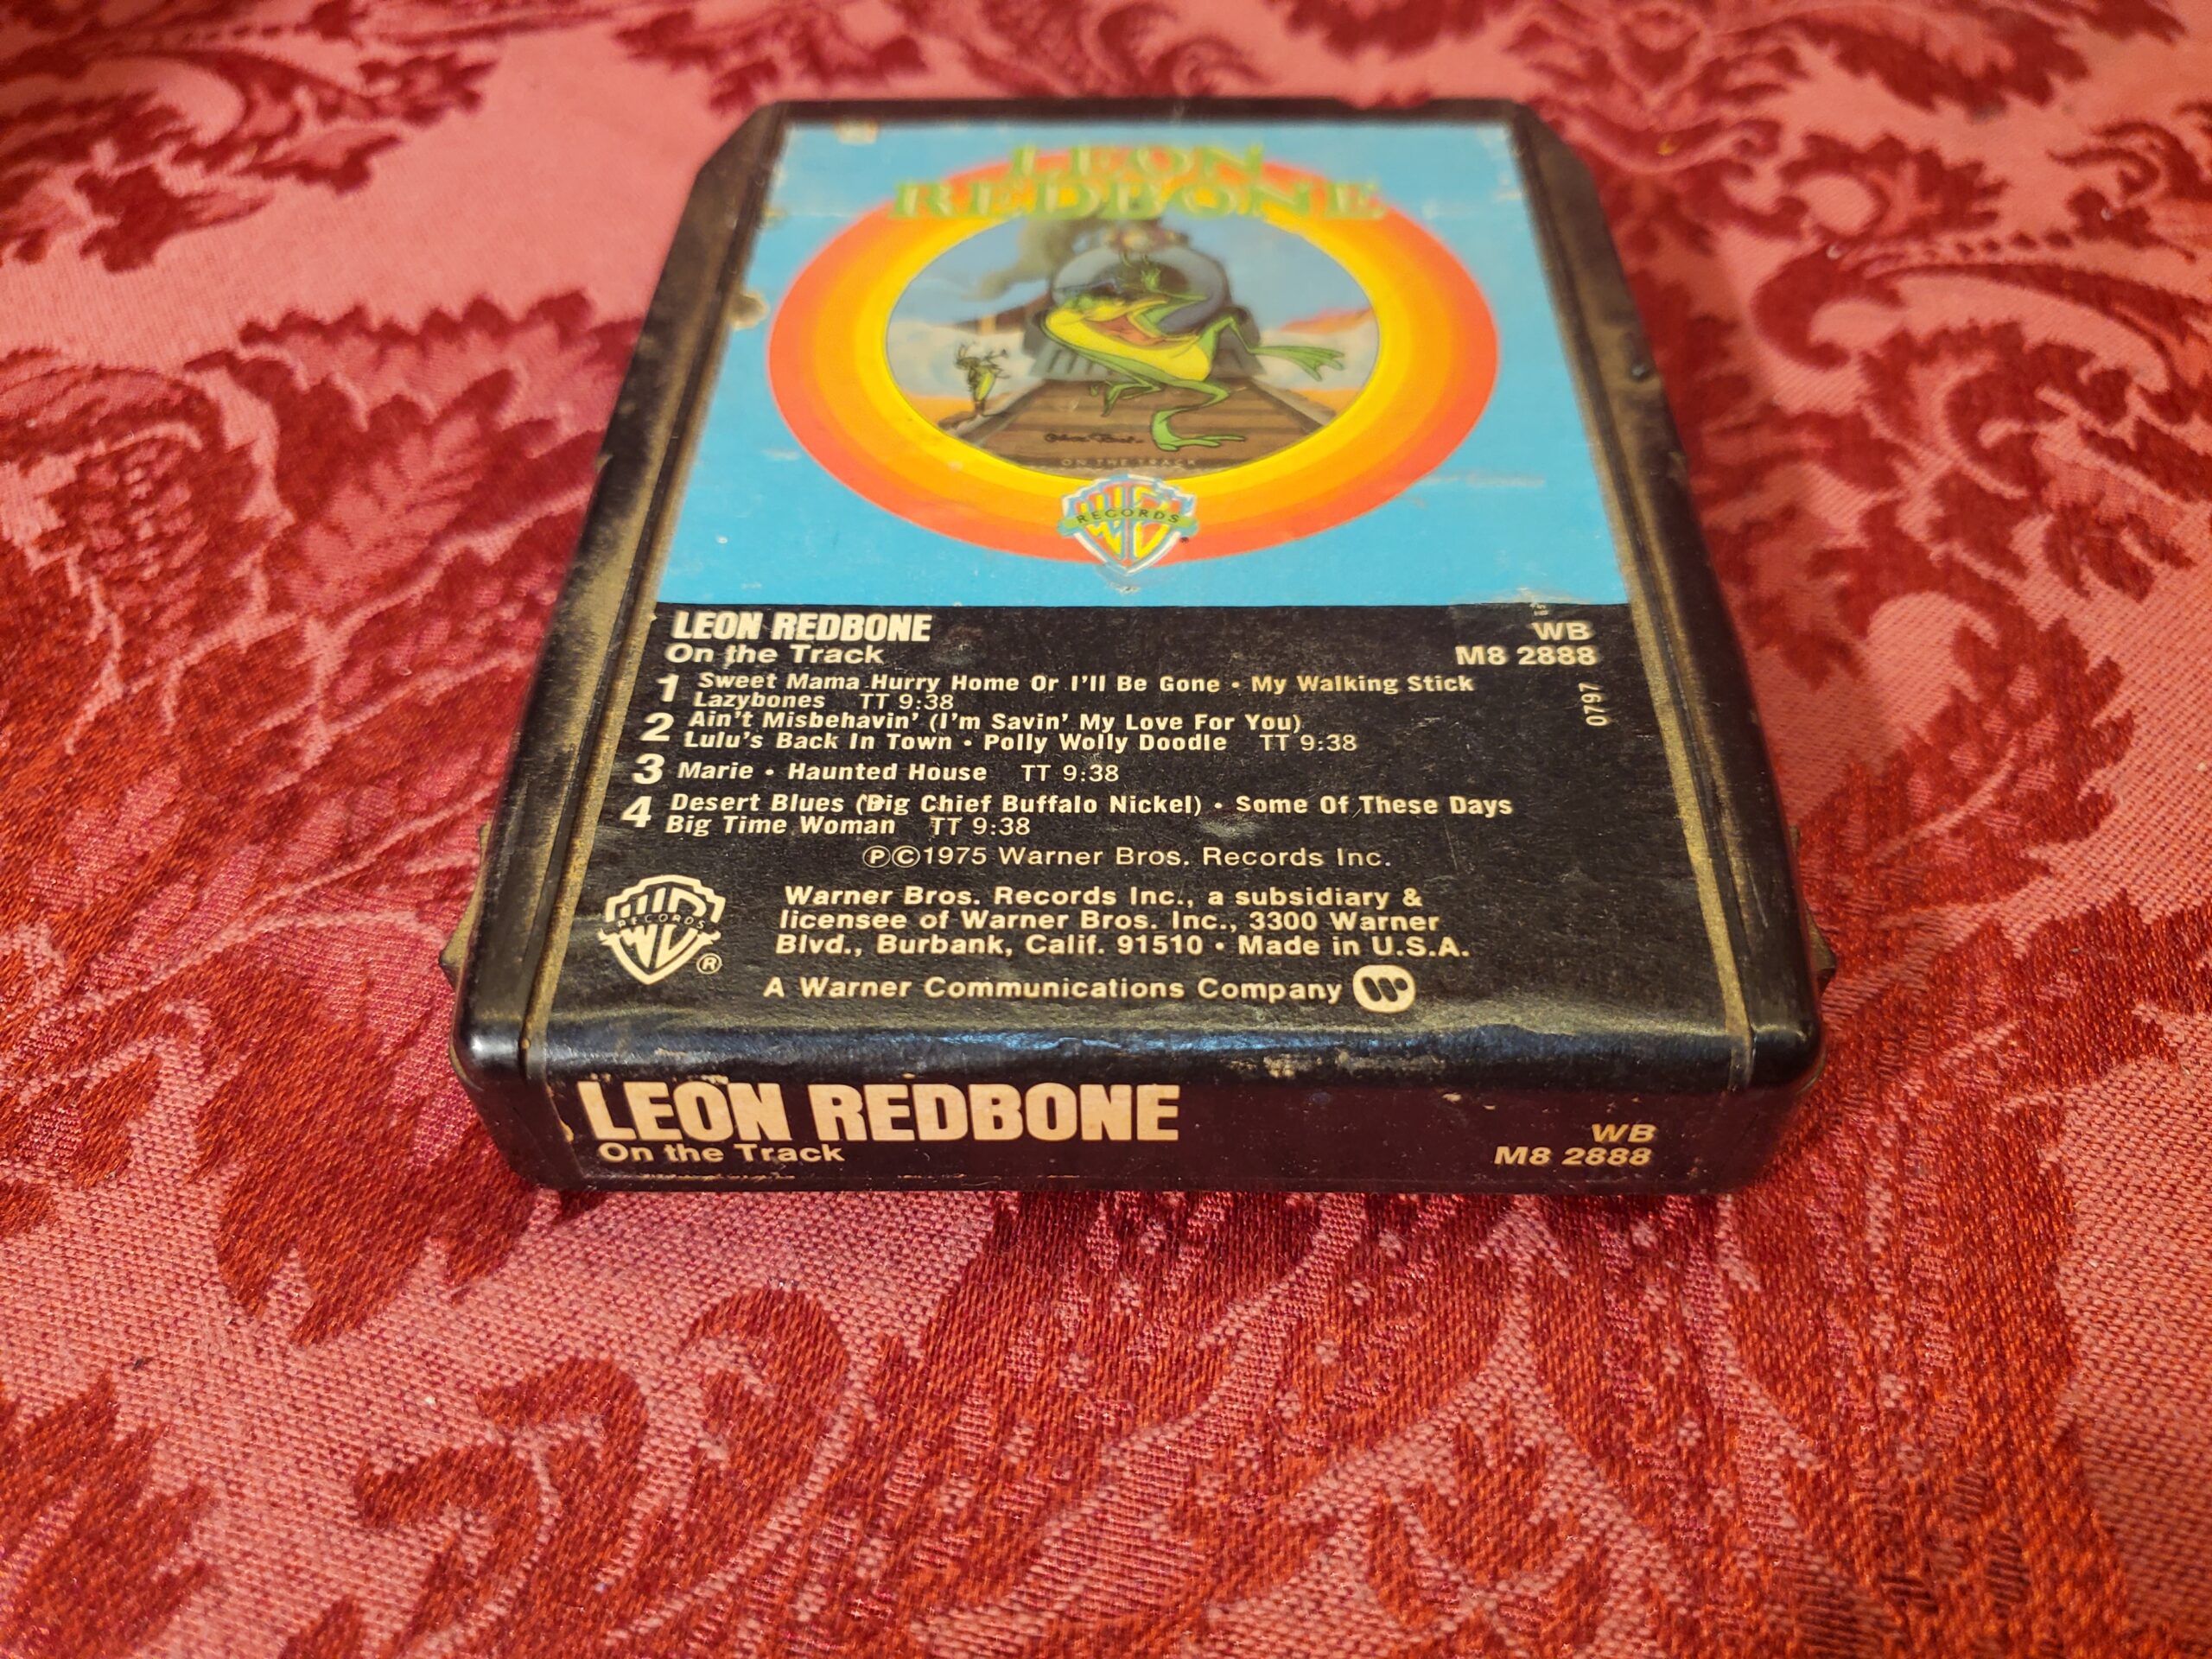 LEON
REDBONE
ON THE TRACK
RECORDS
LEON REDBONE
On the Track
WB
M8 2888
0797
1 Sweet Mama Hurry Home Or I'll Be Gone • My Walking Stick
Lazybones TT 9:38
2 Ain't Misbehavin' (I'm Savin' My Love For You)
Lulu's Back In Town • Polly Wolly Doodle TT 9:38
3 Marie • Haunted House TT 9:38
4 Desert Blues (Big Chief Buffalo Nickel) • Some Of These Days
Big Time Woman TT 9:38
℗©1975 Warner Bros. Records Inc.
RECORDS
®
Warner Bros. Records Inc., a subsidiary &
licensee of Warner Bros. Inc., 3300 Warner
Blvd., Burbank, Calif. 91510 • Made in U.S.A.
A Warner Communications Company
LEON REDBONE
On the Track
WB
M8 2888